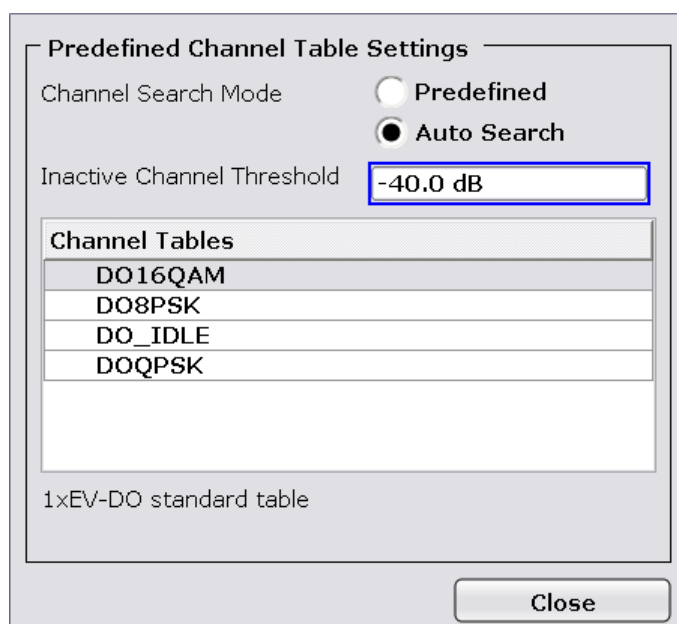 Predefined Channel Table Settings
Channel Search Mode
Predefined
Auto Search
Inactive Channel Threshold
-40.0 dB
Channel Tables
DO16QAM
DO8PSK
DO_IDLE
DOQPSK
1xEV-DO standard table
Close